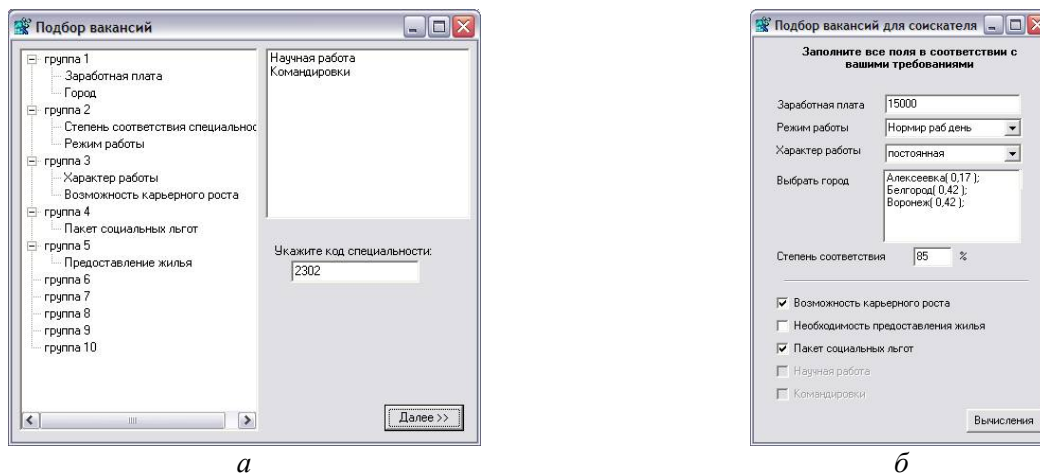 Подбор вакансий
группа 1
Заработная плата
Город
группа 2
Степень соответствия специальнос
Режим работы
группа 3
Характер работы
Возможность карьерного роста
группа 4
Пакет социальных льгот
группа 5
Предоставление жилья
группа 6
группа 7
группа 8
группа 9
группа 10
Научная работа
Командировки
Укажите код специальности:
2302
Далее >>
а
Подбор вакансий для соискателя
Заполните все поля в соответствии с
вашими требованиями
Заработная плата 15000
Режим работы Нормир раб день
Характер работы постоянная
Выбрать город Алексеевка( 0,17 );
Белгород( 0,42 );
Воронеж( 0,42 );
Степень соответствия 85 %
Возможность карьерного роста
Необходимость предоставления жилья
Пакет социальных льгот
Научная работа
Командировки
Вычисления
б